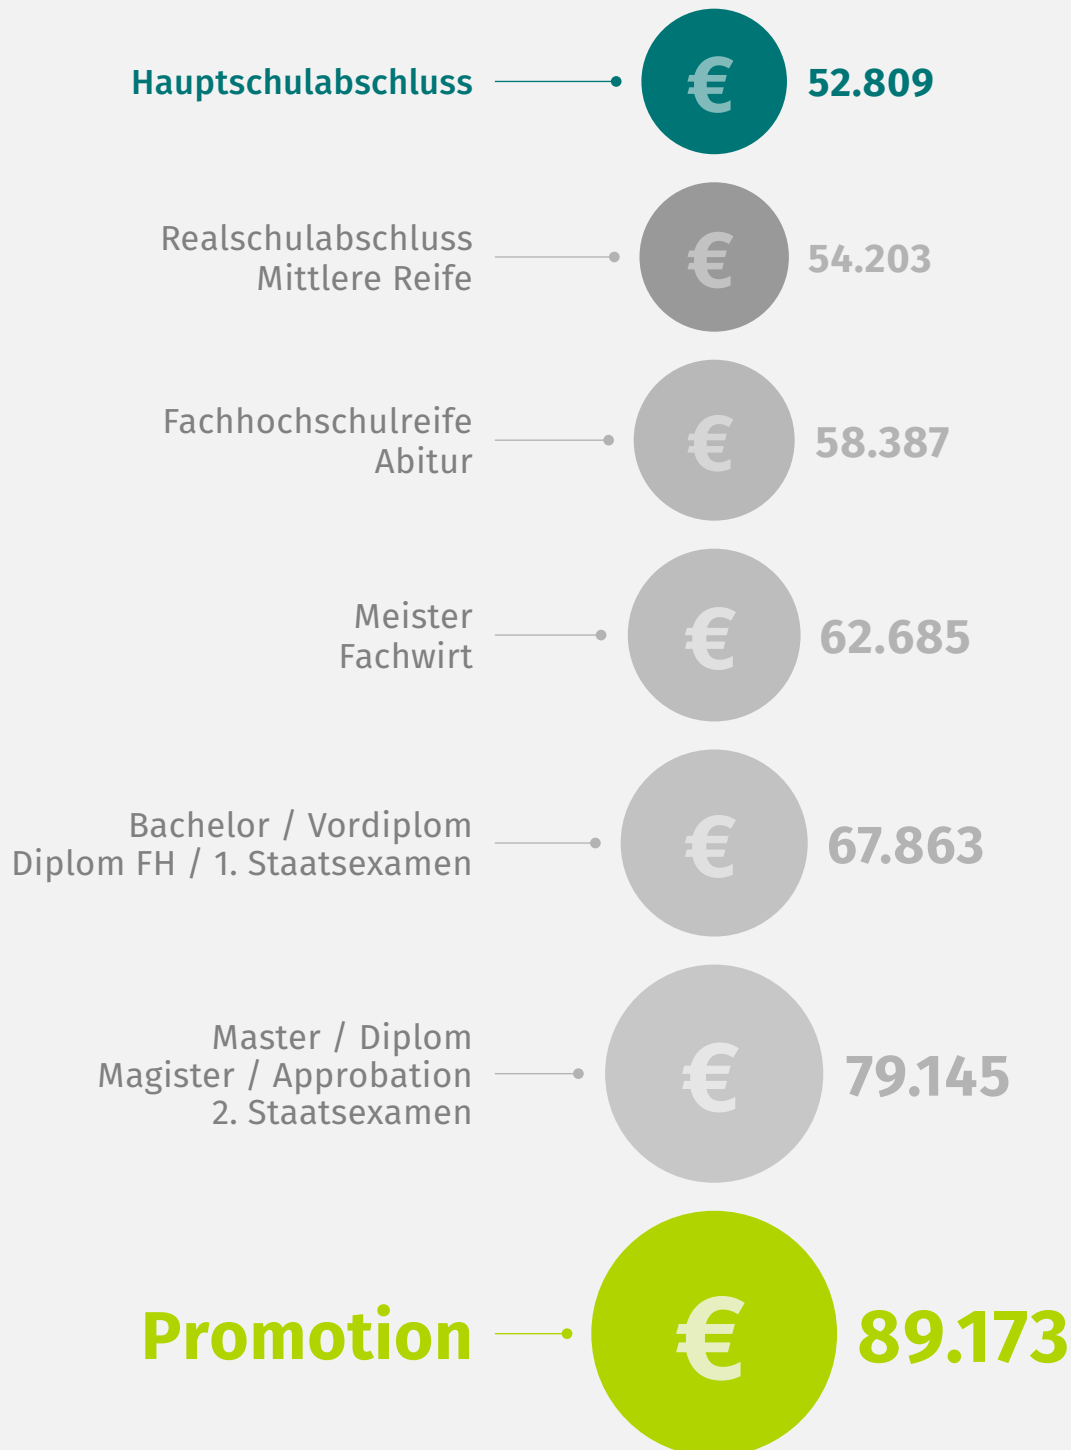 Hauptschulabschluss € 52.809
Realschulabschluss
Mittlere Reife € 54.203
Fachhochschulreife
Abitur € 58.387
Meister
Fachwirt € 62.685
Bachelor / Vordiplom
Diplom FH / 1. Staatsexamen € 67.863
Master / Diplom
Magister / Approbation
2. Staatsexamen € 79.145
Promotion € 89.173